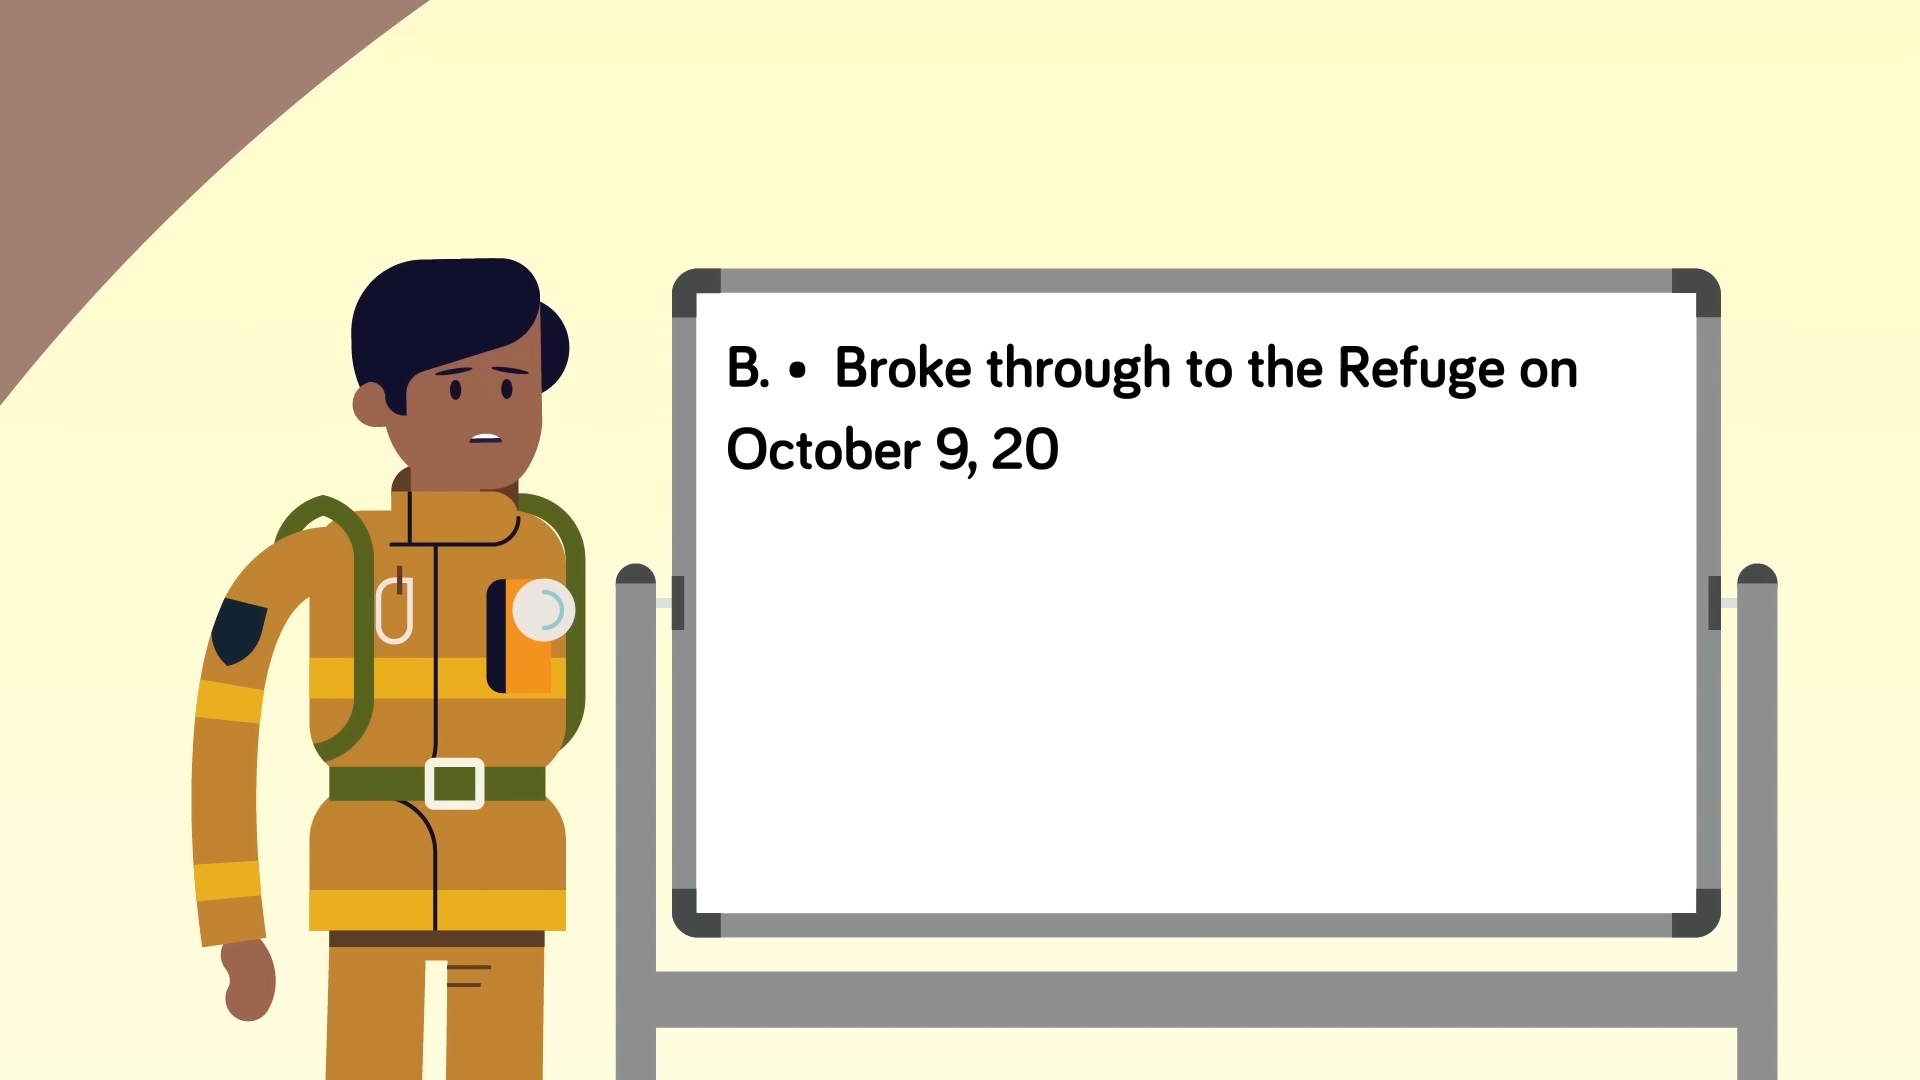 B. • Broke through to the Refuge on
October 9, 20